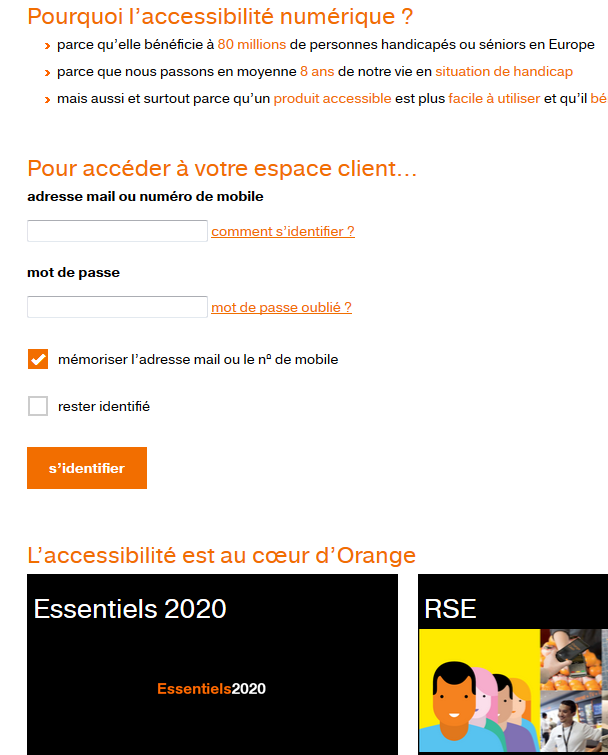 Pourquoi l'accessibilité numérique ?
parce qu'elle bénéficie à 80 millions de personnes handicapés ou séniors en Europe
parce que nous passons en moyenne 8 ans de notre vie en situation de handicap
mais aussi et surtout parce qu'un produit accessible est plus facile à utiliser et qu'il bé
Pour accéder à votre espace client…
adresse mail ou numéro de mobile
comment s'identifier ?
mot de passe
mot de passe oublié ?
mémoriser l'adresse mail ou le nº de mobile
rester identifié
s'identifier
L'accessibilité est au cœur d'Orange
Essentiels 2020
RSE
Essentiels2020